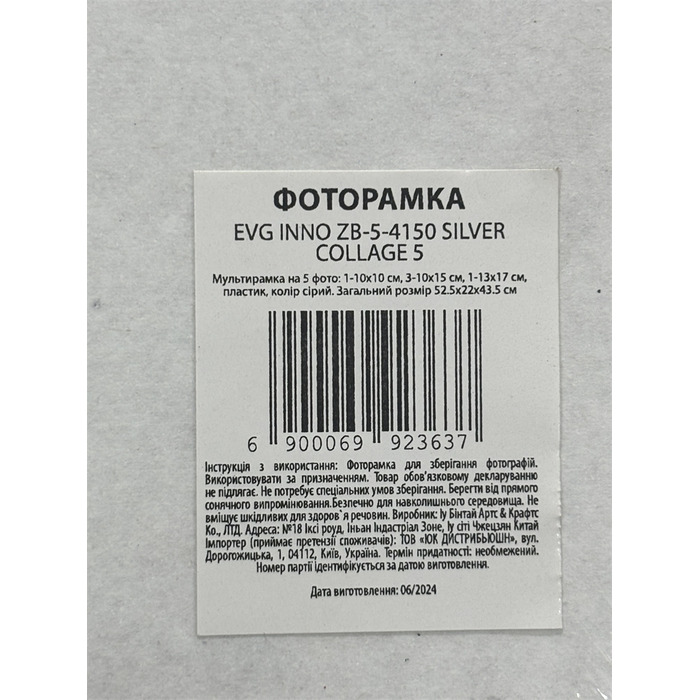 ФОТОРАМКА
EVG INNO ZB-5-4150 SILVER
COLLAGE 5
Мультирамка на 5 фото: 1-10х10 см, 3-10х15 см, 1-13х17 см,
пластик, колір сірий. Загальний розмір 52.5х22х43.5 см
6 900069 923637
Інструкція з використання: Фоторамка для зберігання фотографій.
Використовувати за призначенням. Товар обов'язковому декларуванню
не підлягає. Не потребує спеціальних умов зберігання. Берегти від прямого
сонячного випромінювання.Безпечно для навколишнього середовища. Не
вміщує шкідливих для здоров`я речовин. Виробник: Іу Бінтай Артс & Крафтс
Ко., ЛТД. Адреса: №18 Іксі роуд, Іньан Індастріал Зоне, Іу сіті Чжецзян Китай
Імпортер (приймає претензії споживачів): ТОВ «ЮК ДИСТРИБЬЮШН», вул.
Дорогожицька, 1, 04112, Київ, Україна. Термін придатності: необмежений.
Номер партії ідентифікується за датою виготовлення.
Дата виготовлення: 06/2024